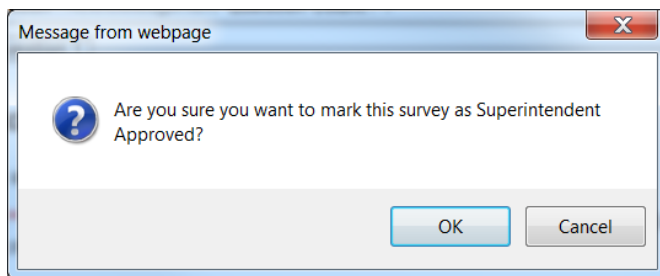 Message from webpage
Are you sure you want to mark this survey as Superintendent
Approved?
OK
Cancel